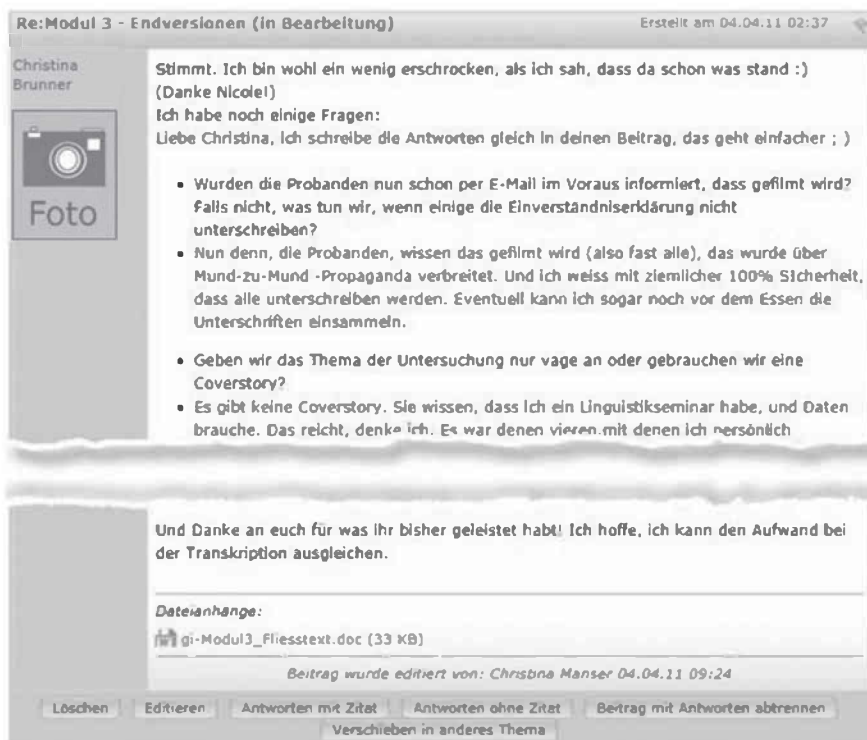 Re:Modul 3 - Endversionen (in Bearbeitung)
Erstellt am 04.04.11 02:37
Christina
Brunner
Foto
Stimmt. Ich bin wohl ein wenig erschrocken, als ich sah, dass da schon was stand :)
(Danke Nicole!)
Ich habe noch einige Fragen:
Liebe Christina, ich schreibe die Antworten gleich in deinen Beitrag, das geht einfacher ; )
• Wurden die Probanden nun schon per E-Mail im Voraus informiert, dass gefilmt wird?
Falls nicht, was tun wir, wenn einige die Einverständniserklärung nicht
unterschreiben?
• Nun denn, die Probanden, wissen das gefilmt wird (also fast alle), das wurde über
Mund-zu-Mund -Propaganda verbreitet. Und ich weiss mit ziemlicher 100% Sicherheit,
dass alle unterschreiben werden. Eventuell kann ich sogar noch vor dem Essen die
Unterschriften einsammeln.
• Geben wir das Thema der Untersuchung nur vage an oder gebrauchen wir eine
Coverstory?
• Es gibt keine Coverstory. Sie wissen, dass ich ein Linguistikseminar habe, und Daten
brauche. Das reicht, denke ich. Es war denen vieren mit denen ich persönlich
Und Danke an euch für was ihr bisher geleistet habt! Ich hoffe, ich kann den Aufwand bei
der Transkription ausgleichen.
Dateianhänge:
gi-Modul3_Fliesstext.doc (33 KB)
Beitrag wurde editiert von: Christina Manser 04.04.11 09:24
Löschen Editieren Antworten mit Zitat Antworten ohne Zitat Beitrag mit Antworten abtrennen
Verschieben in anderes Thema